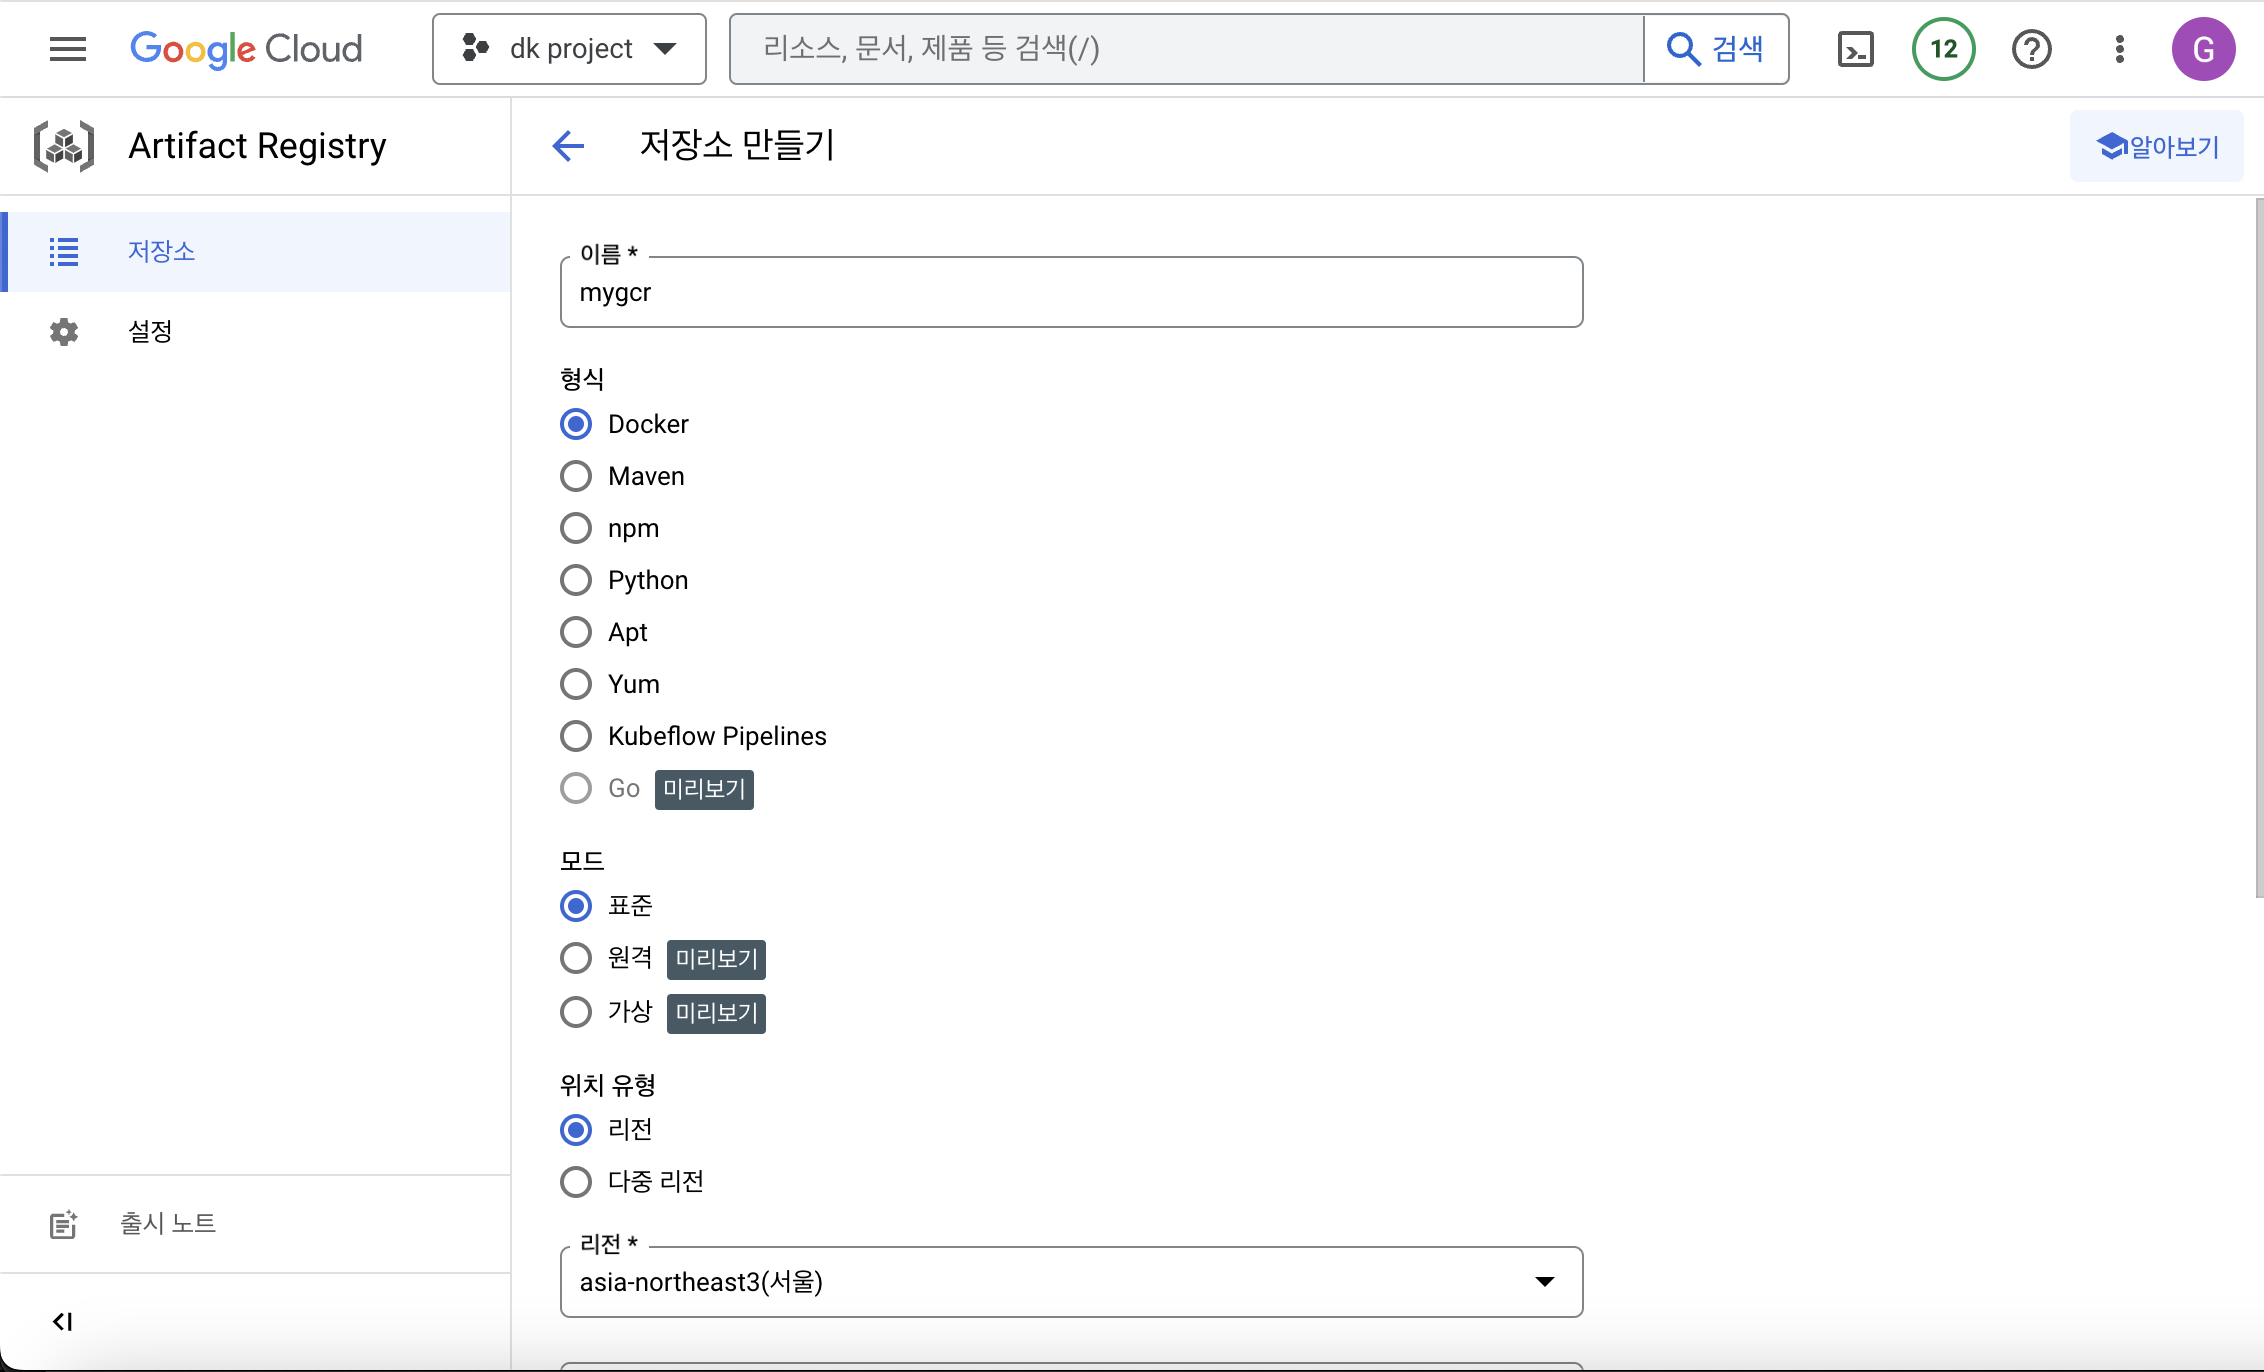 Google Cloud
dk project
리소스, 문서, 제품 등 검색(/)
검색
12
G
Artifact Registry
저장소 만들기
알아보기
저장소
설정
이름 *
mygcr
형식
Docker
Maven
npm
Python
Apt
Yum
Kubeflow Pipelines
Go 미리보기
모드
표준
원격 미리보기
가상 미리보기
위치 유형
리전
다중 리전
리전 *
asia-northeast3(서울)
출시 노트